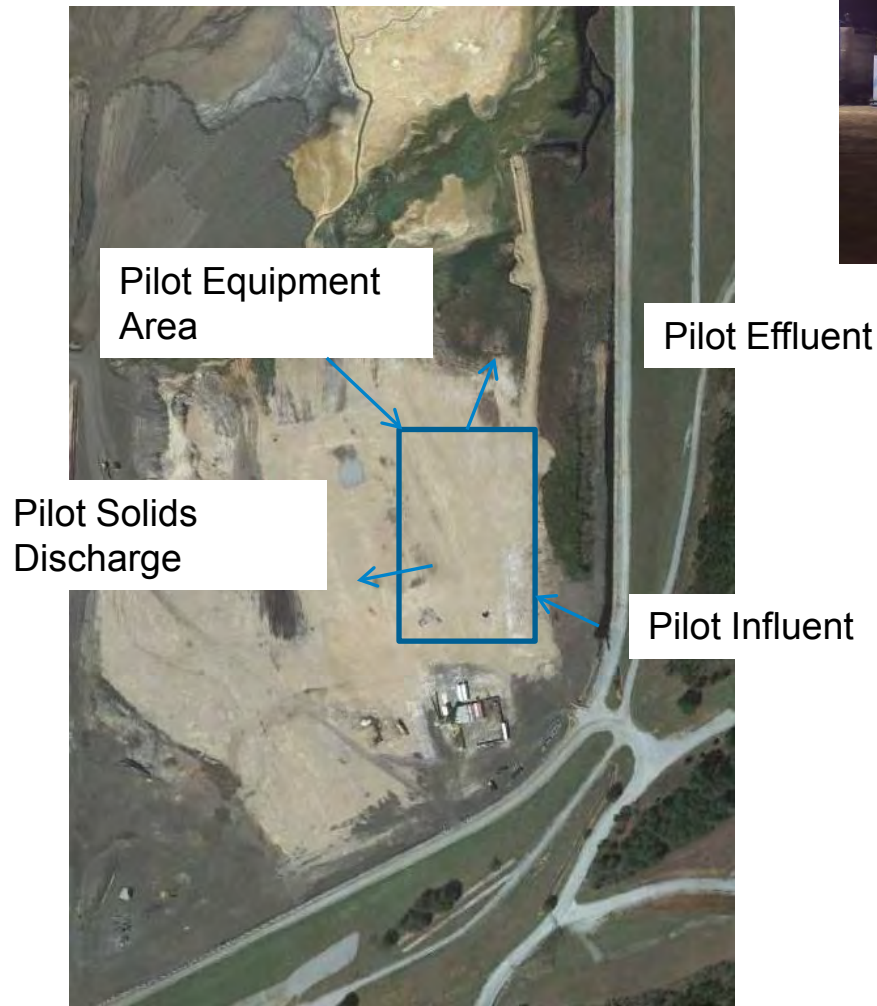 Pilot Equipment
Area
Pilot Effluent
Pilot Solids
Discharge
Pilot Influent